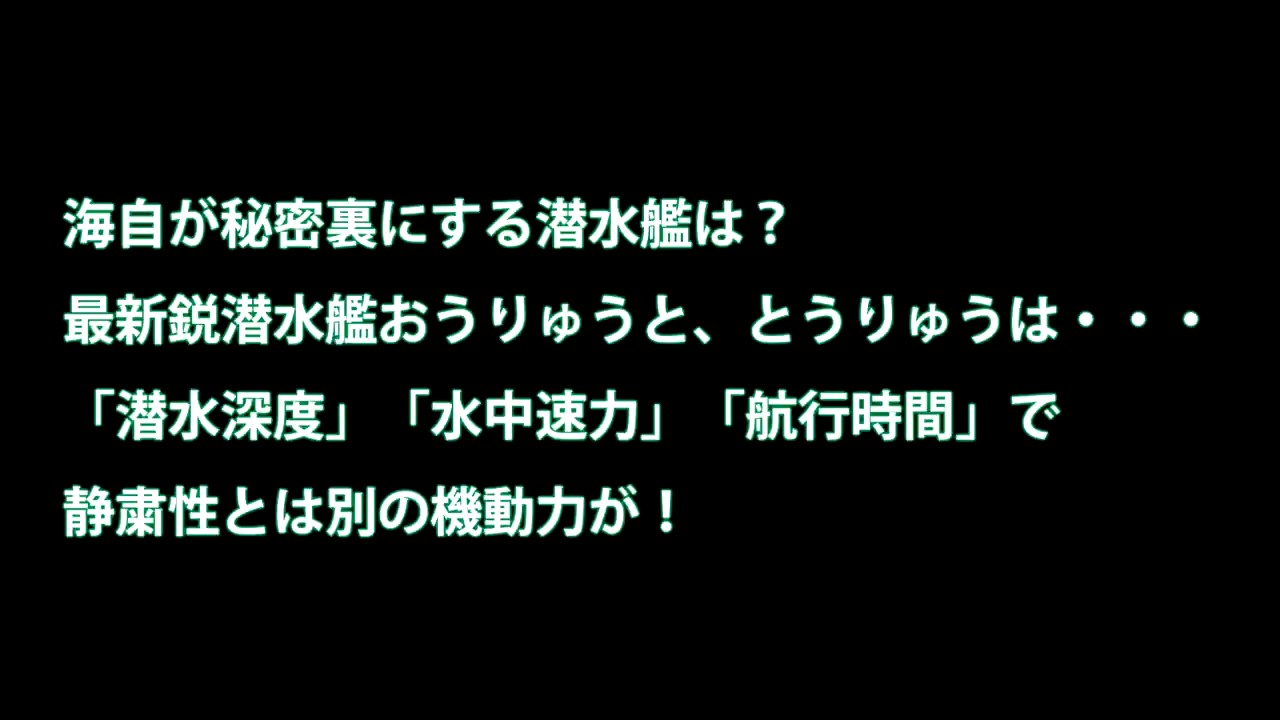 海自が秘密裏にする潜水艦は？
最新鋭潜水艦おうりゅうと、とうりゅうは・・・
「潜水深度」「水中速力」「航行時間」で
静粛性とは別の機動力が！